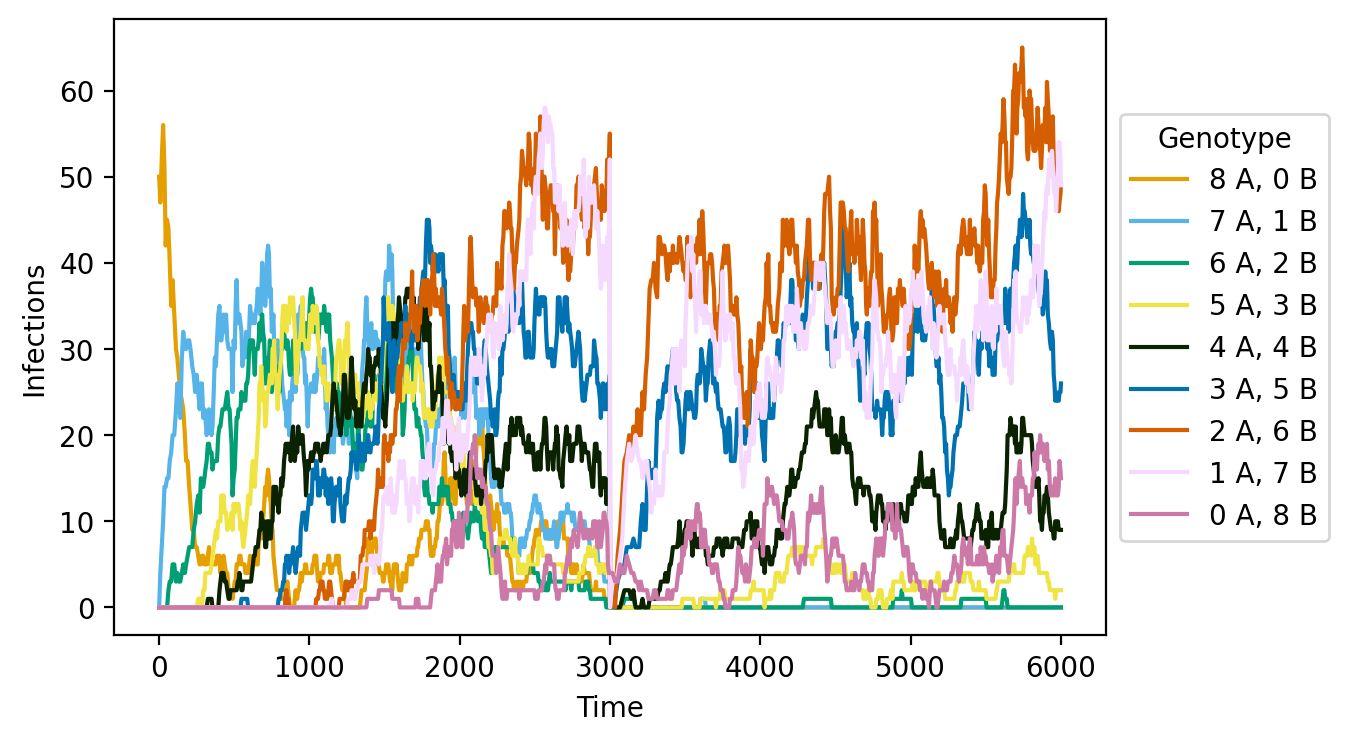 Infections
60
50
40
30
20
10
0
0 1000 2000 3000 4000 5000 6000
Time
Genotype
8 A, 0 B
7 A, 1 B
6 A, 2 B
5 A, 3 B
4 A, 4 B
3 A, 5 B
2 A, 6 B
1 A, 7 B
0 A, 8 B